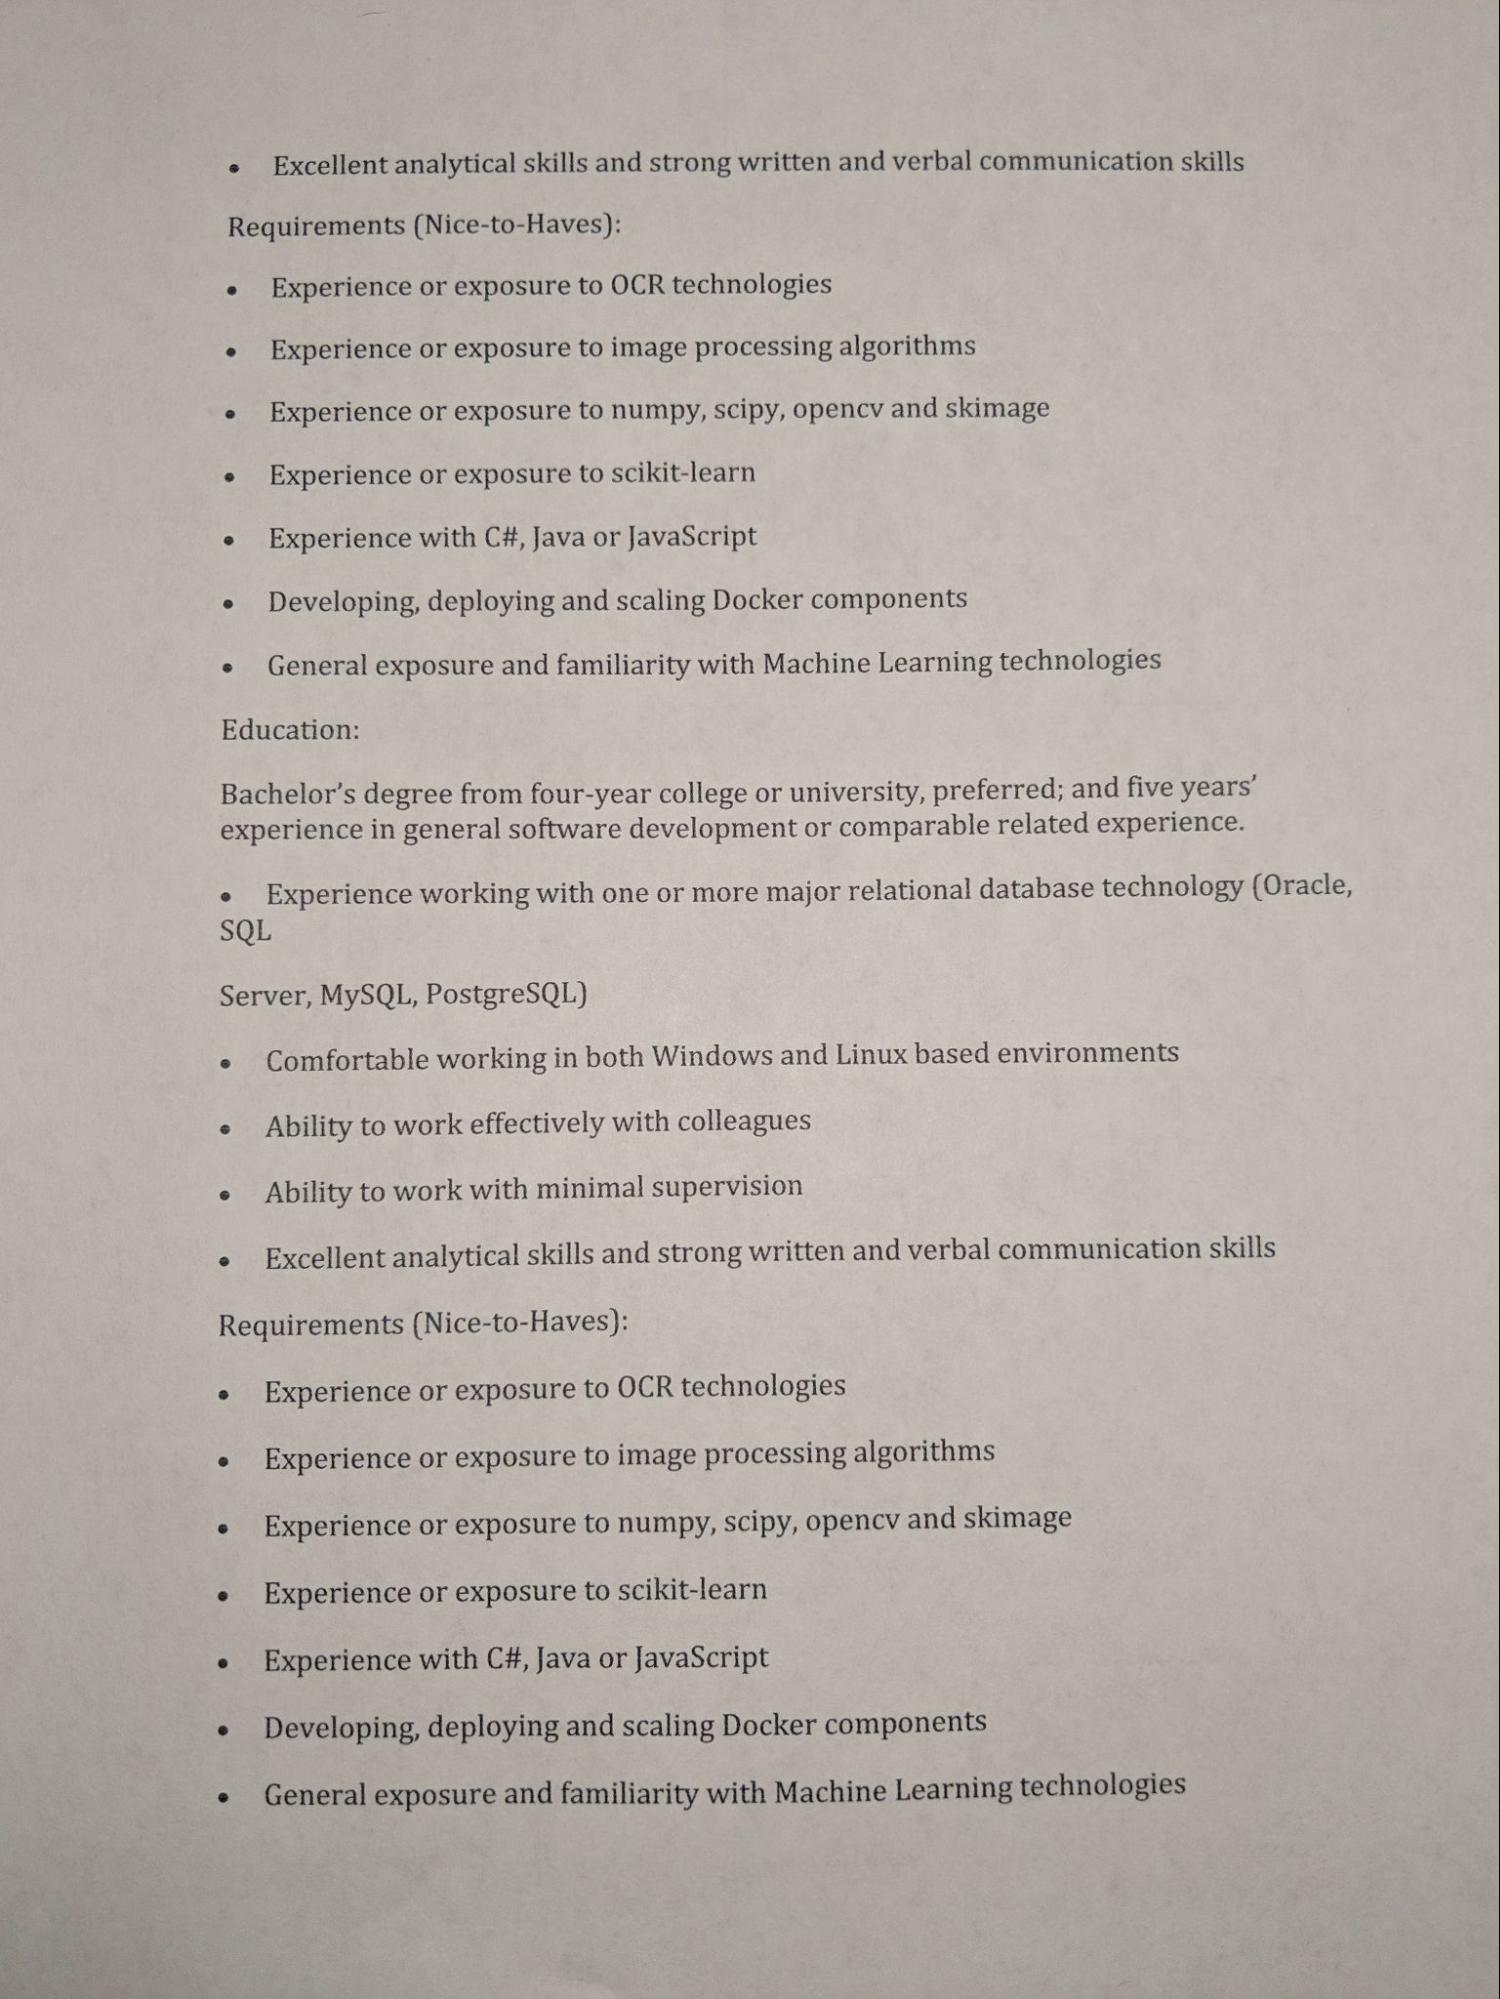 • Excellent analytical skills and strong written and verbal communication skills
Requirements (Nice-to-Haves):
• Experience or exposure to OCR technologies
• Experience or exposure to image processing algorithms
• Experience or exposure to numpy, scipy, opencv and skimage
• Experience or exposure to scikit-learn
• Experience with C#, Java or JavaScript
• Developing, deploying and scaling Docker components
• General exposure and familiarity with Machine Learning technologies
Education:
Bachelor’s degree from four-year college or university, preferred; and five years’
experience in general software development or comparable related experience.
• Experience working with one or more major relational database technology (Oracle,
SQL
Server, MySQL, PostgreSQL)
• Comfortable working in both Windows and Linux based environments
• Ability to work effectively with colleagues
• Ability to work with minimal supervision
• Excellent analytical skills and strong written and verbal communication skills
Requirements (Nice-to-Haves):
• Experience or exposure to OCR technologies
• Experience or exposure to image processing algorithms
• Experience or exposure to numpy, scipy, opencv and skimage
• Experience or exposure to scikit-learn
• Experience with C#, Java or JavaScript
• Developing, deploying and scaling Docker components
• General exposure and familiarity with Machine Learning technologies